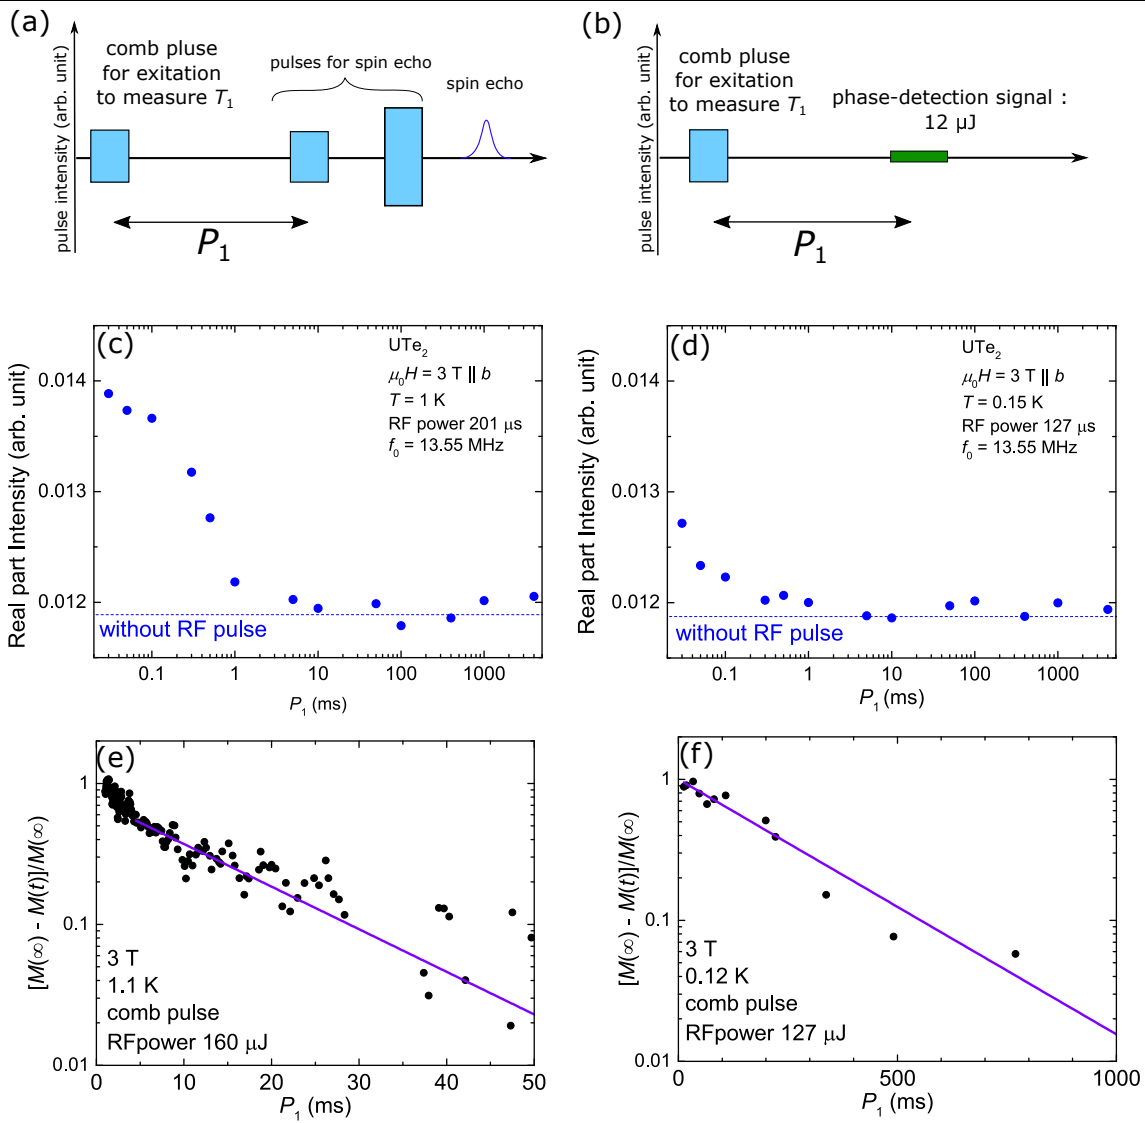 (a)
pulse intensity (arb. unit)
comb pluse
for exitation
to measure T1
pulses for spin echo
spin echo
P1
(b)
pulse intensity (arb. unit)
comb pluse
for exitation
to measure T1
phase-detection signal :
12 μJ
P1
(c)
Real part Intensity (arb. unit)
0.014
0.013
0.012
UTe2
μ0H = 3 T || b
T = 1 K
RF power 201 μs
f0 = 13.55 MHz
without RF pulse
0.1 1 10 100 1000
P1 (ms)
(d)
Real part Intensity (arb. unit)
0.014
0.013
0.012
UTe2
μ0H = 3 T || b
T = 0.15 K
RF power 127 μs
f0 = 13.55 MHz
without RF pulse
0.1 1 10 100 1000
P1 (ms)
(e)
[M(∞) - M(t)]/M(∞)
1
0.1
0.01
3 T
1.1 K
comb pulse
RFpower 160 μJ
0 10 20 30 40 50
P1 (ms)
(f)
[M(∞) - M(t)]/M(∞)
1
0.1
0.01
3 T
0.12 K
comb pulse
RFpower 127 μJ
0 500 1000
P1 (ms)